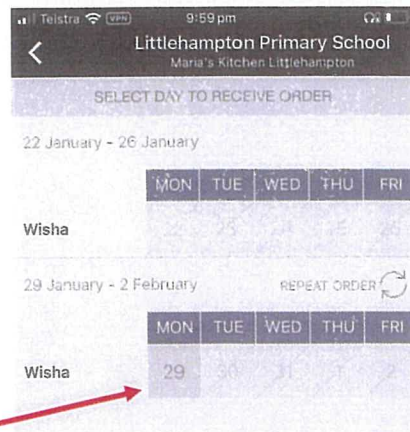 Telstra VPN 9:59 pm
Littlehampton Primary School
Maria's Kitchen Littlehampton
SELECT DAY TO RECEIVE ORDER
22 January - 26 January
MON TUE WED THU FRI
Wisha 22 23 26
29 January - 2 February REPEAT ORDER
MON TUE WED THU FRI
Wisha 29 30 31 1 2